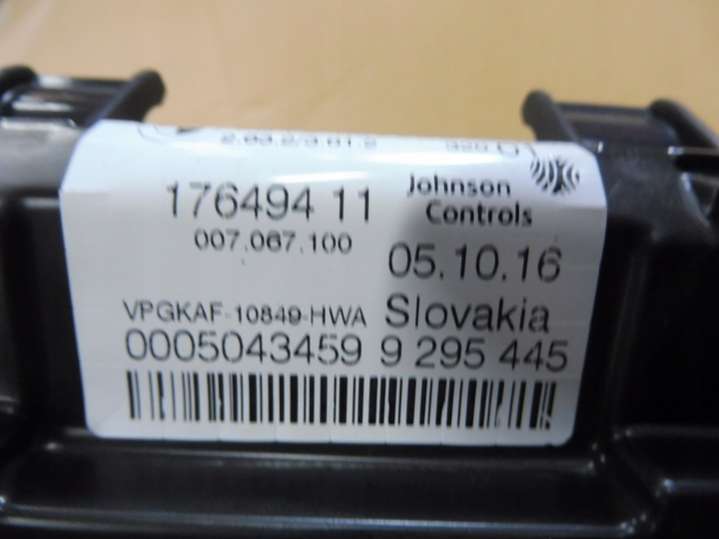 176494 11
Johnson
Controls
007.067.100
05.10.16
VPGKAF-10849-HWA
Slovakia
0005043459 9 295 445